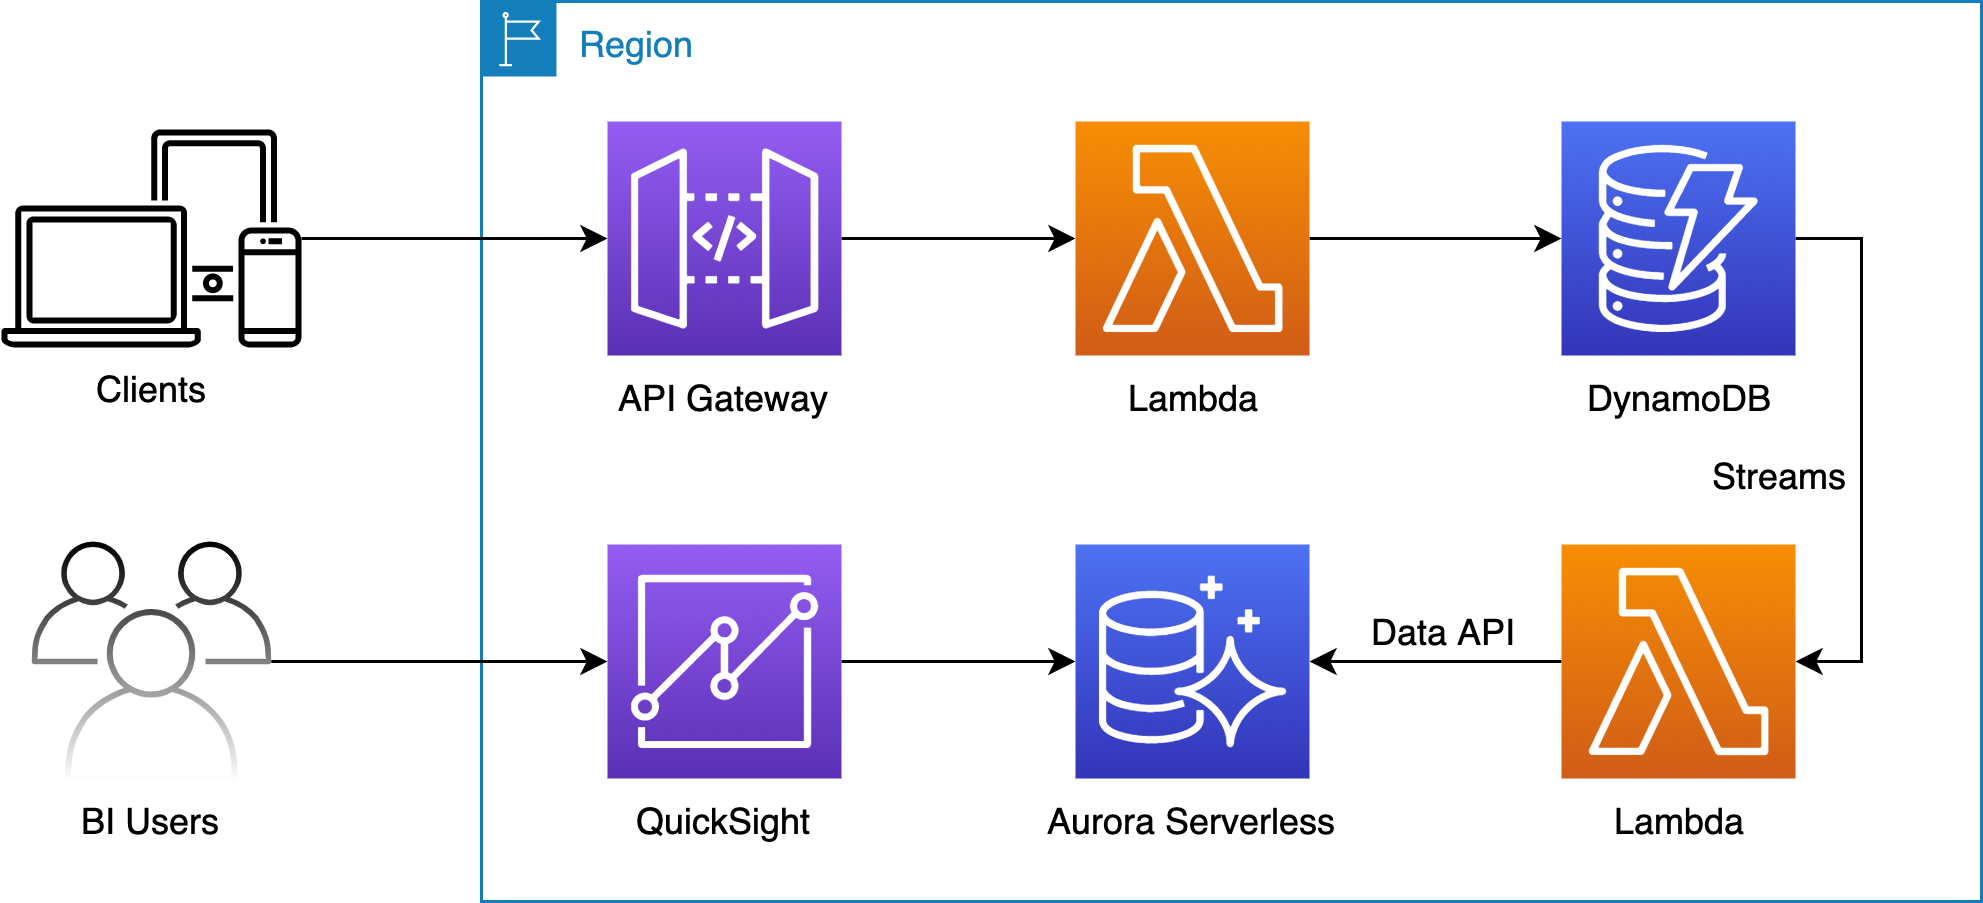 Region
Clients
API Gateway
Lambda
DynamoDB
Streams
Data API
BI Users
QuickSight
Aurora Serverless
Lambda